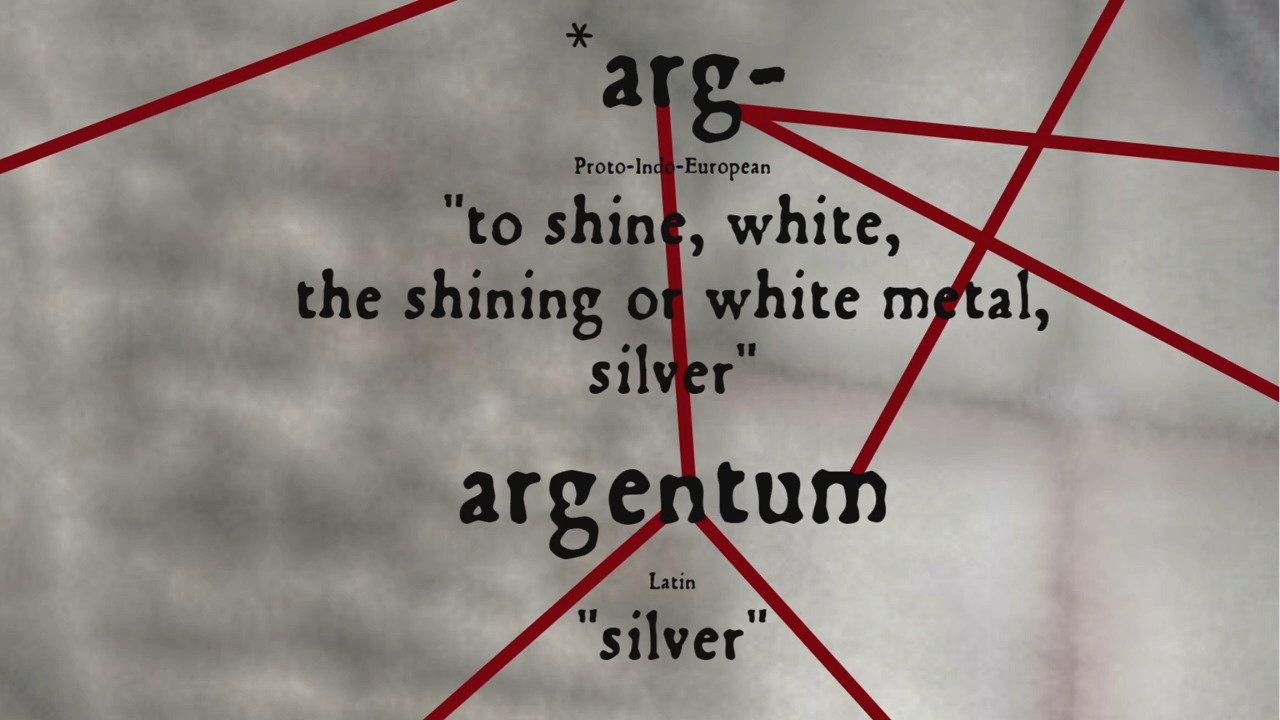 *arg-
Proto-Indo-European
"to shine, white,
the shining or white metal,
silver"
argentum
Latin
"silver"